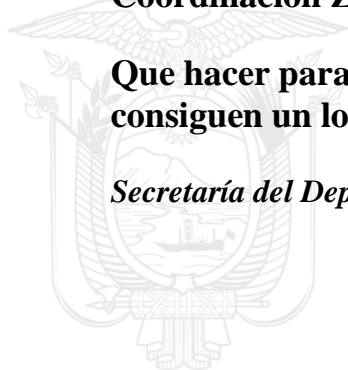 Coordinación Z
Que hacer para
consiguen un lo
Secretaría del Dep